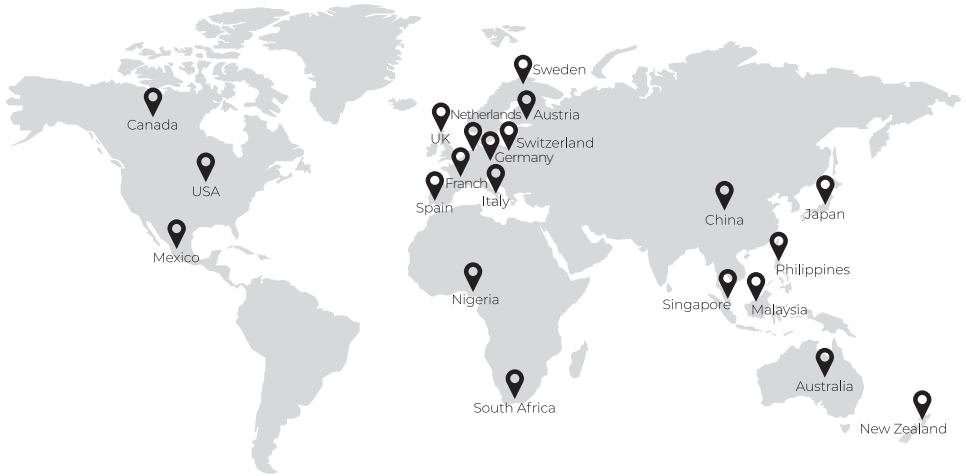 Sweden
Canada
Netherlands
Austria
UK
Switzerland
Germany
Franch
USA
Italy
Spain
China
Japan
Mexico
Philippines
Nigeria
Singapore
Malaysia
Australia
South Africa
New Zealand